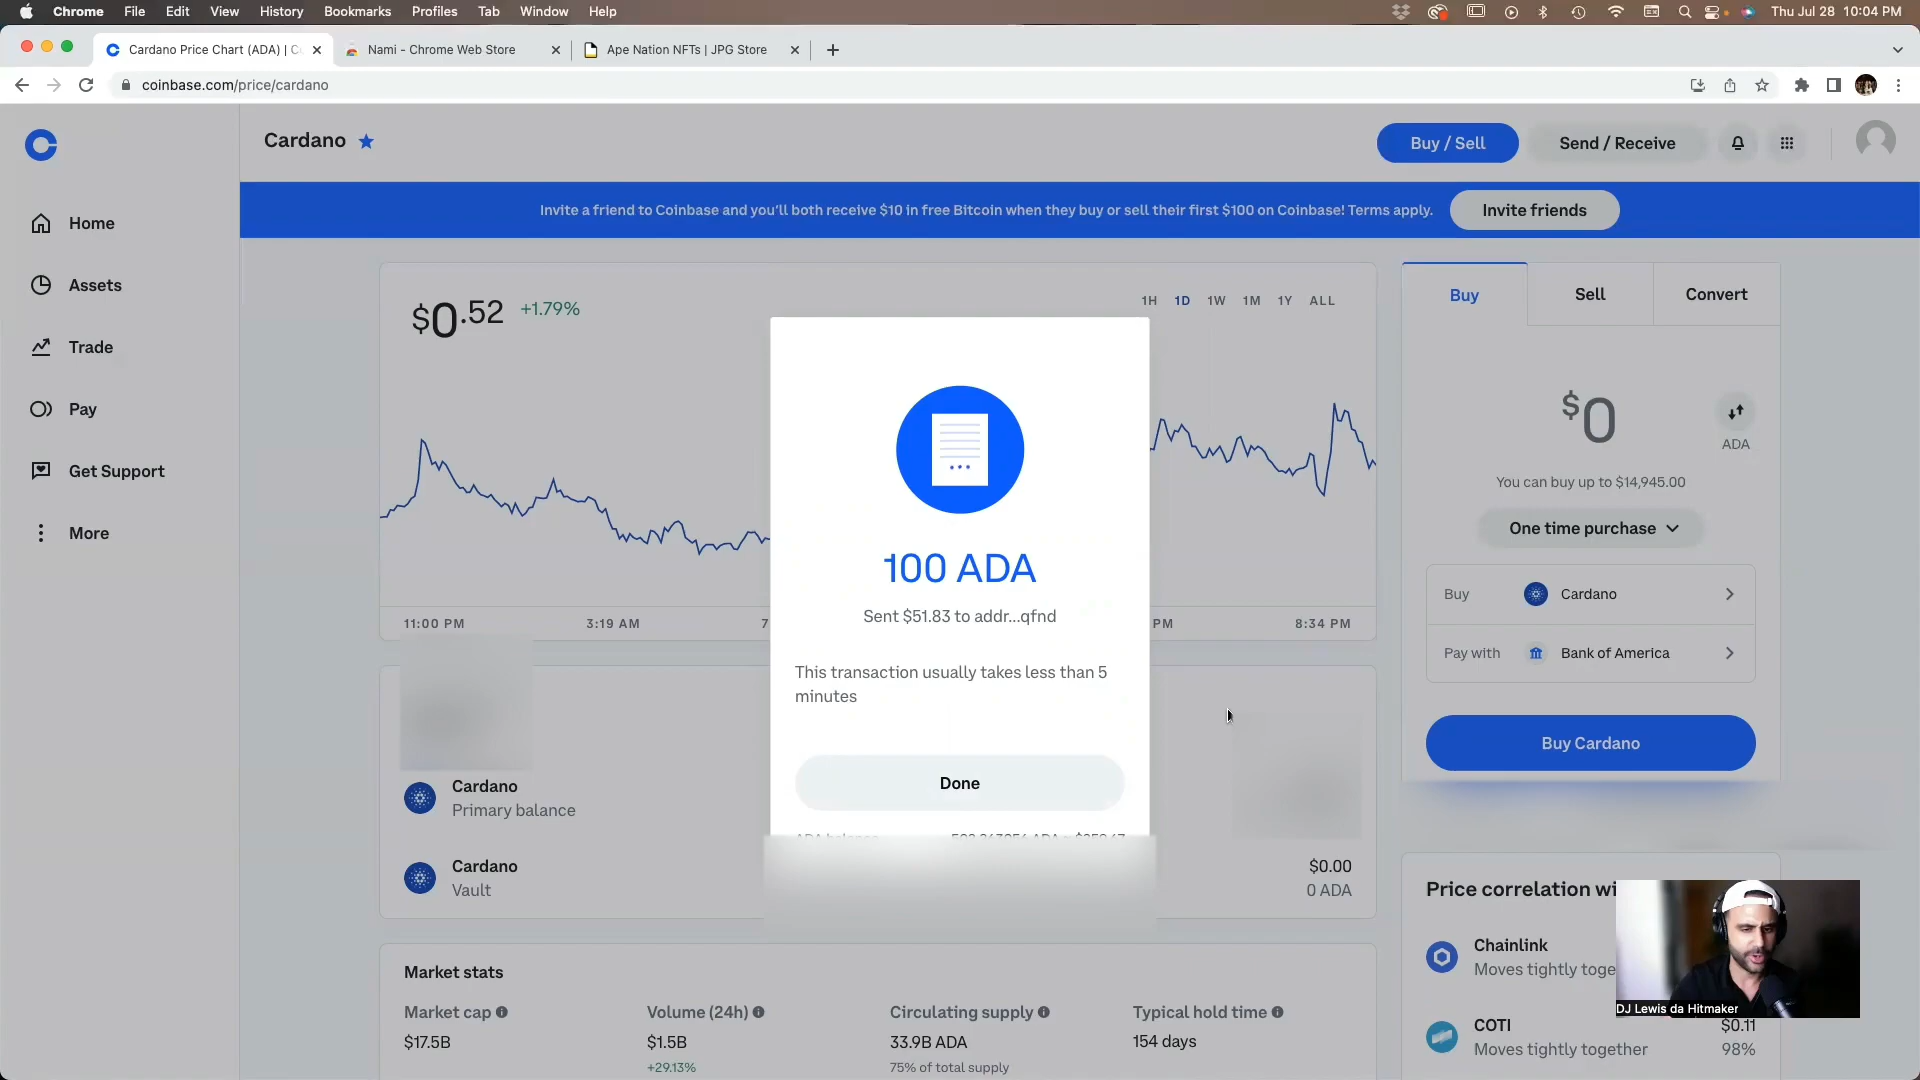 Chrome File Edit View History Bookmarks Profiles Tab Window Help
Thu Jul 28 10:04 PM
Cardano Price Chart (ADA) | C
Nami - Chrome Web Store
Ape Nation NFTs | JPG Store
coinbase.com/price/cardano
Cardano
Buy / Sell
Send / Receive
Invite a friend to Coinbase and you'll both receive $10 in free Bitcoin when they buy or sell their first $100 on Coinbase! Terms apply.
Invite friends
Home
Assets
Trade
Pay
Get Support
More
$0.52 +1.79%
1H 1D 1W 1M 1Y ALL
11:00 PM 3:19 AM 7 PM 8:34 PM
100 ADA
Sent $51.83 to addr...qfnd
This transaction usually takes less than 5
minutes
Done
Buy Sell Convert
$0
ADA
You can buy up to $14,945.00
One time purchase
Buy Cardano
Pay with Bank of America
Buy Cardano
Cardano
Primary balance
Cardano
Vault
$0.00
0 ADA
Market stats
Market cap
$17.5B
Volume (24h)
$1.5B
+29.13%
Circulating supply
33.9B ADA
75% of total supply
Typical hold time
154 days
Price correlation wi
Chainlink
Moves tightly toge
COTI
Moves tightly together
$0.11
98%
DJ Lewis da Hitmaker